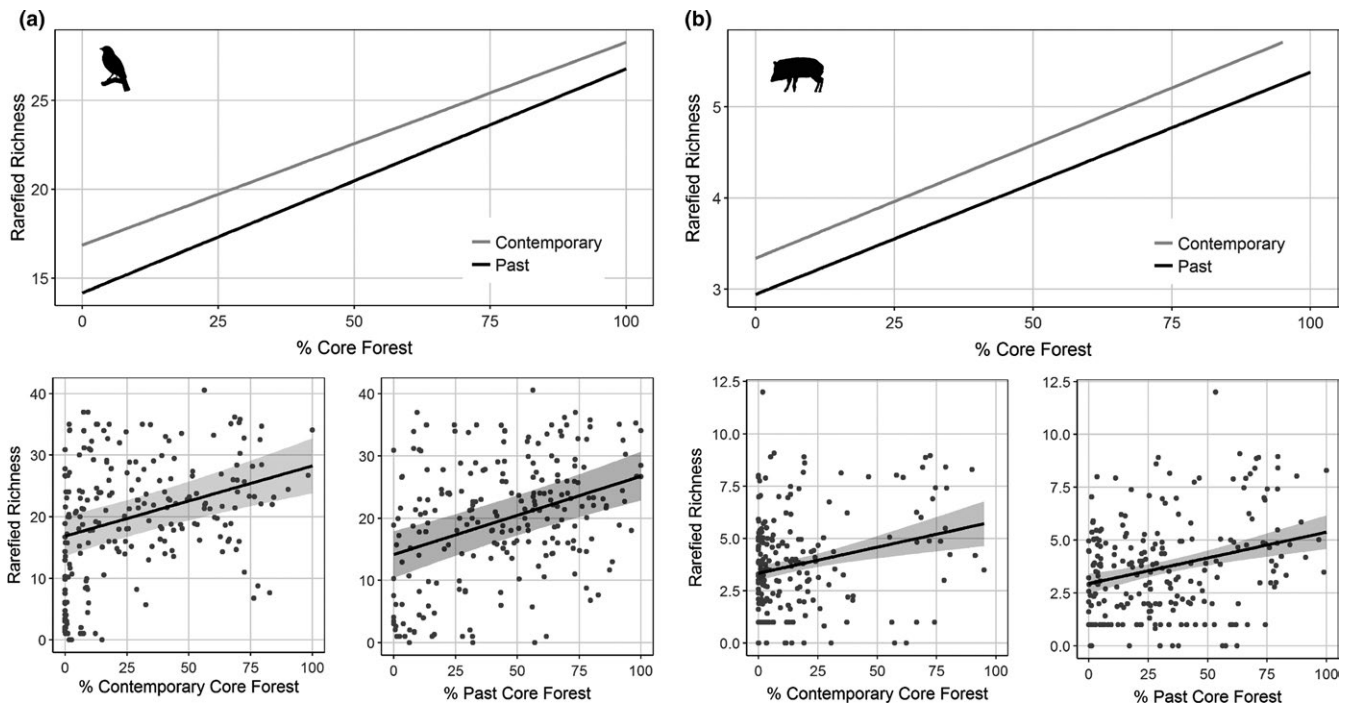 (a)
Rarefied Richness
25
20
15
Contemporary
Past
0 25 50 75 100
% Core Forest
Rarefied Richness
40
30
20
10
0
0 25 50 75 100
% Contemporary Core Forest
40
30
20
10
0
0 25 50 75 100
% Past Core Forest
(b)
Rarefied Richness
5
4
3
Contemporary
Past
0 25 50 75 100
% Core Forest
Rarefied Richness
12.5
10.0
7.5
5.0
2.5
0.0
0 25 50 75 100
% Contemporary Core Forest
12.5
10.0
7.5
5.0
2.5
0.0
0 25 50 75 100
% Past Core Forest